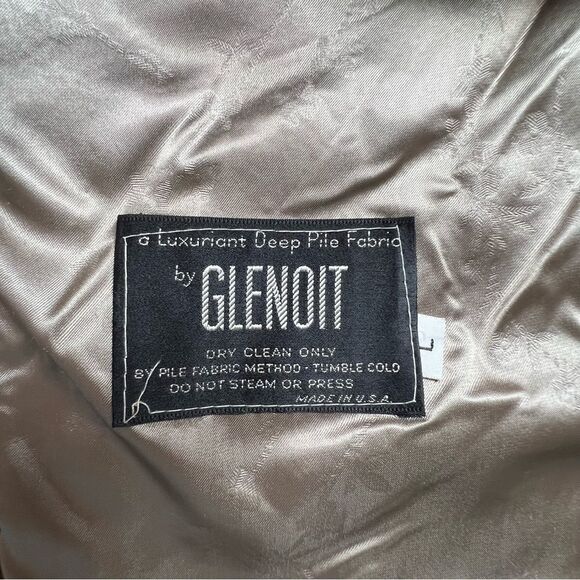 a Luxuriant Deep Pile Fabric
by GLENOIT
DRY CLEAN ONLY
BY PILE FABRIC METHOD - TUMBLE COLD
DO NOT STEAM OR PRESS
MADE IN U.S.A.
L